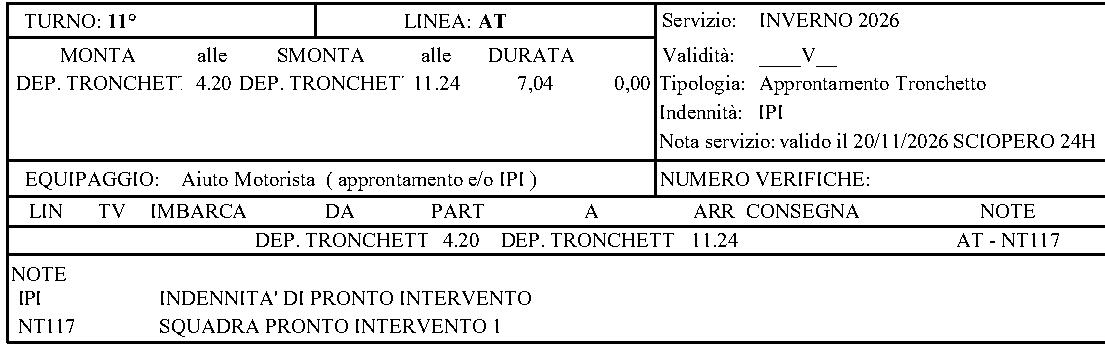 TURNO: 11° LINEA: AT Servizio: INVERNO 2026
MONTA alle SMONTA alle DURATA Validità: ____V__
DEP. TRONCHETT 4.20 DEP. TRONCHET 11.24 7,04 0,00 Tipologia: Approntamento Tronchetto
Indennità: IPI
Nota servizio: valido il 20/11/2026 SCIOPERO 24H
EQUIPAGGIO: Aiuto Motorista ( approntamento e/o IPI ) NUMERO VERIFICHE:
LIN TV IMBARCA DA PART A ARR CONSEGNA NOTE
DEP. TRONCHETT 4.20 DEP. TRONCHETT 11.24 AT - NT117
NOTE
IPI INDENNITA' DI PRONTO INTERVENTO
NT117 SQUADRA PRONTO INTERVENTO 1